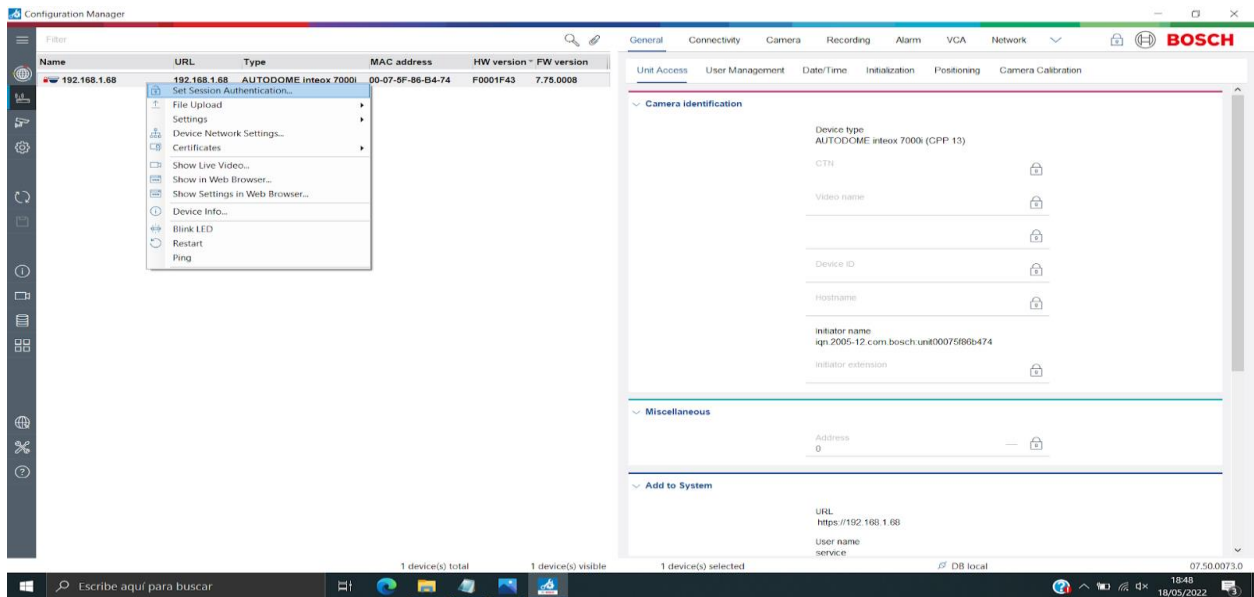 Configuration Manager
Filter
General Connectivity Camera Recording Alarm VCA Network
BOSCH
Name URL Type MAC address HW version FW version
192.168.1.68 192.168.1.68 AUTODOME inteox 7000i 00-07-5F-86-B4-74 F0001F43 7.75.0008
Set Session Authentication...
File Upload
Settings
Device Network Settings...
Certificates
Show Live Video...
Show in Web Browser...
Show Settings in Web Browser...
Device Info...
Blink LED
Restart
Ping
Unit Access User Management Date/Time Initialization Positioning Camera Calibration
Camera identification
Device type
AUTODOME inteox 7000i (CPP 13)
CTN
Video name
Device ID
Hostname
Initiator name
iqn.2005-12.com.bosch:unit00075f86b474
Initiator extension
Miscellaneous
Address
0
Add to System
URL
https://192.168.1.68
User name
service
1 device(s) total 1 device(s) visible 1 device(s) selected DB local 07.50.0073.0
Escribe aquí para buscar
18:48
18/05/2022